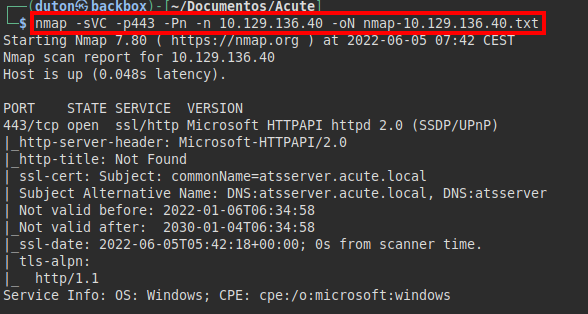 ┌──(duton㉿backbox)-[~/Documentos/Acute]
└─$ nmap -sVC -p443 -Pn -n 10.129.136.40 -oN nmap-10.129.136.40.txt
Starting Nmap 7.80 ( https://nmap.org ) at 2022-06-05 07:42 CEST
Nmap scan report for 10.129.136.40
Host is up (0.048s latency).

PORT    STATE SERVICE  VERSION
443/tcp open  ssl/http Microsoft HTTPAPI httpd 2.0 (SSDP/UPnP)
|_http-server-header: Microsoft-HTTPAPI/2.0
|_http-title: Not Found
| ssl-cert: Subject: commonName=atsserver.acute.local
| Subject Alternative Name: DNS:atsserver.acute.local, DNS:atsserver
| Not valid before: 2022-01-06T06:34:58
|_Not valid after:  2030-01-04T06:34:58
|_ssl-date: 2022-06-05T05:42:18+00:00; 0s from scanner time.
| tls-alpn:
|_  http/1.1
Service Info: OS: Windows; CPE: cpe:/o:microsoft:windows